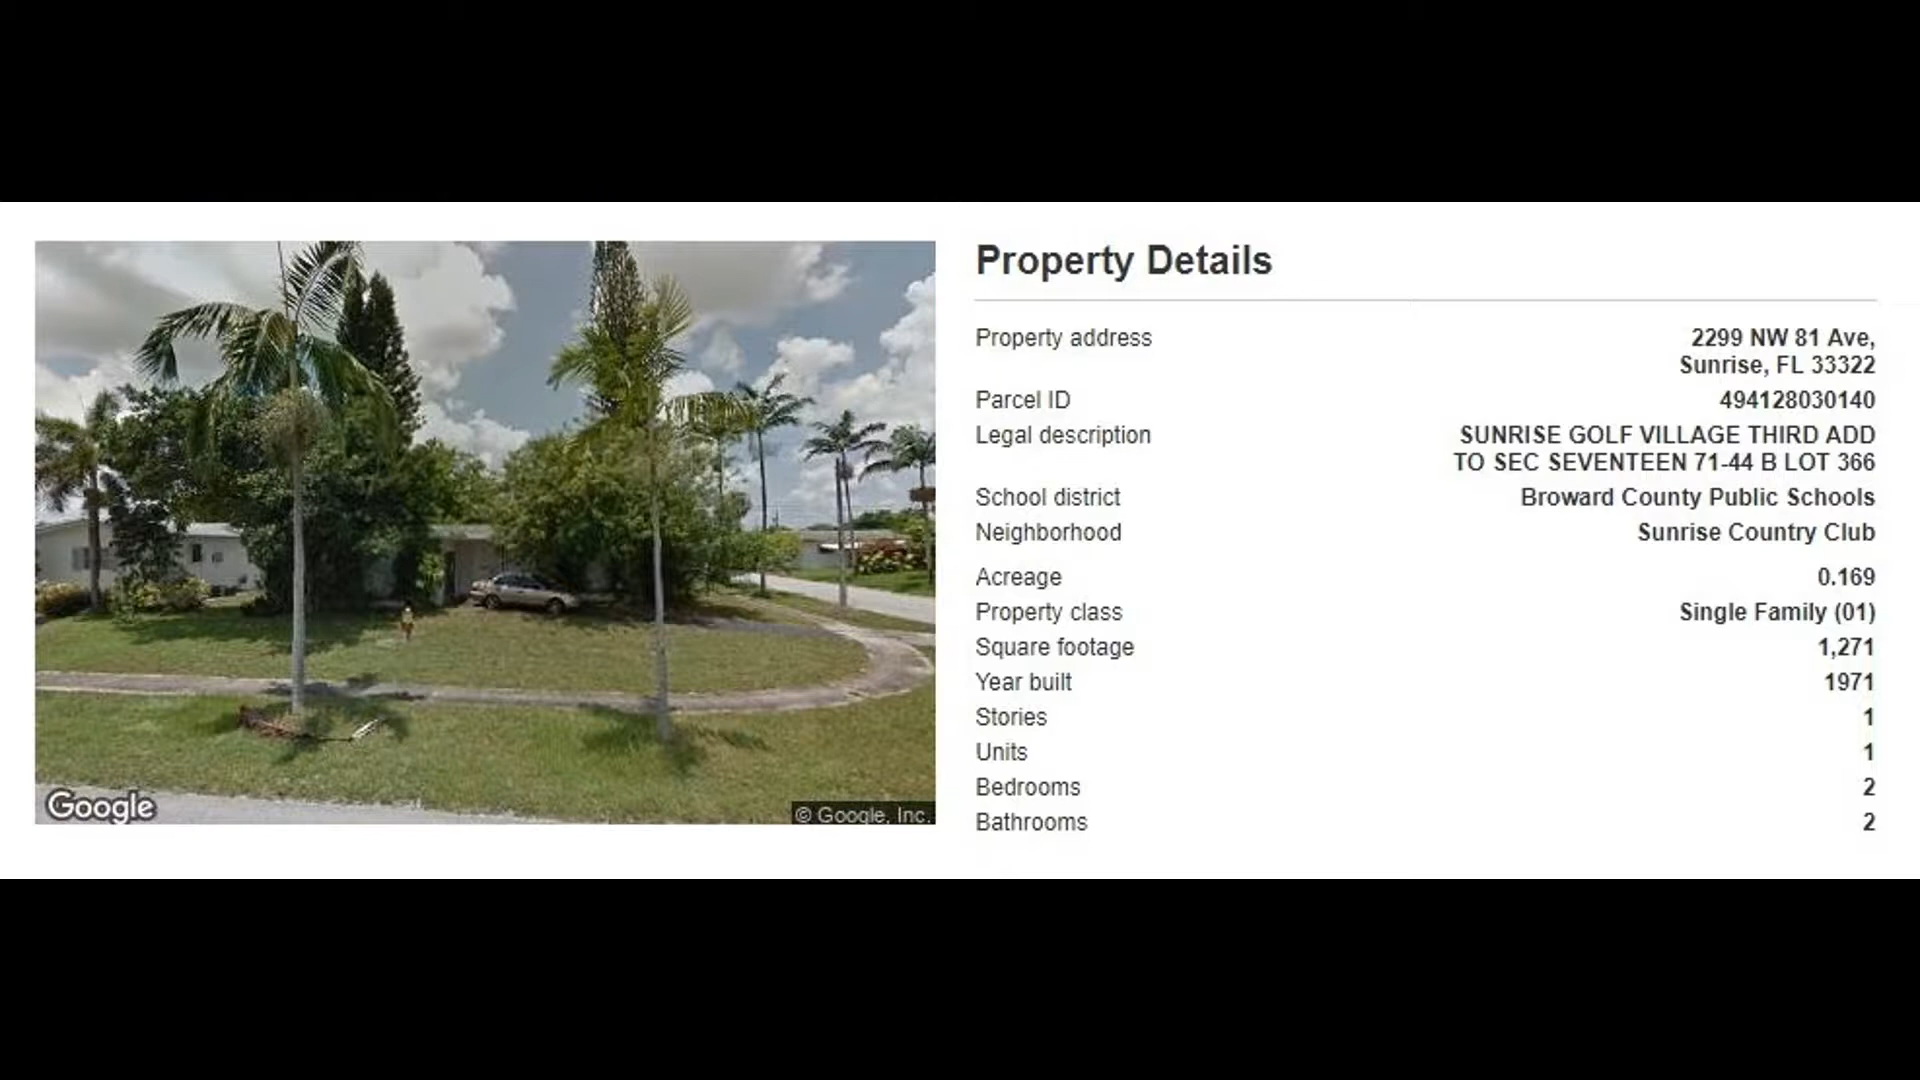 Property Details
Property address 2299 NW 81 Ave,
Sunrise, FL 33322
Parcel ID 494128030140
Legal description SUNRISE GOLF VILLAGE THIRD ADD
TO SEC SEVENTEEN 71-44 B LOT 366
School district Broward County Public Schools
Neighborhood Sunrise Country Club
Acreage 0.169
Property class Single Family (01)
Square footage 1,271
Year built 1971
Stories 1
Units 1
Bedrooms 2
Bathrooms 2
Google
© Google, Inc.